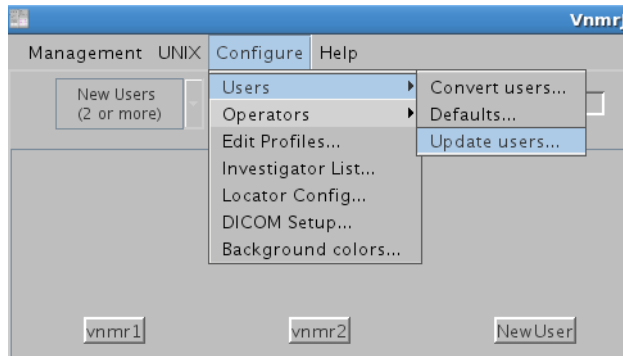 Vnmrj
Management UNIX Configure Help
New Users
(2 or more)
Users
Operators
Edit Profiles...
Investigator List...
Locator Config...
DICOM Setup...
Background colors...
Convert users...
Defaults...
Update users...
vnmr1
vnmr2
NewUser